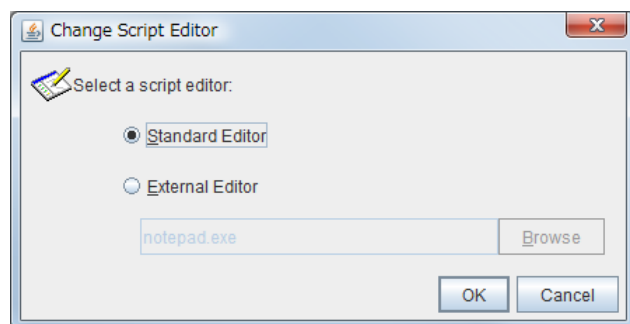 Change Script Editor
Select a script editor:
Standard Editor
External Editor
notepad.exe
Browse
OK Cancel